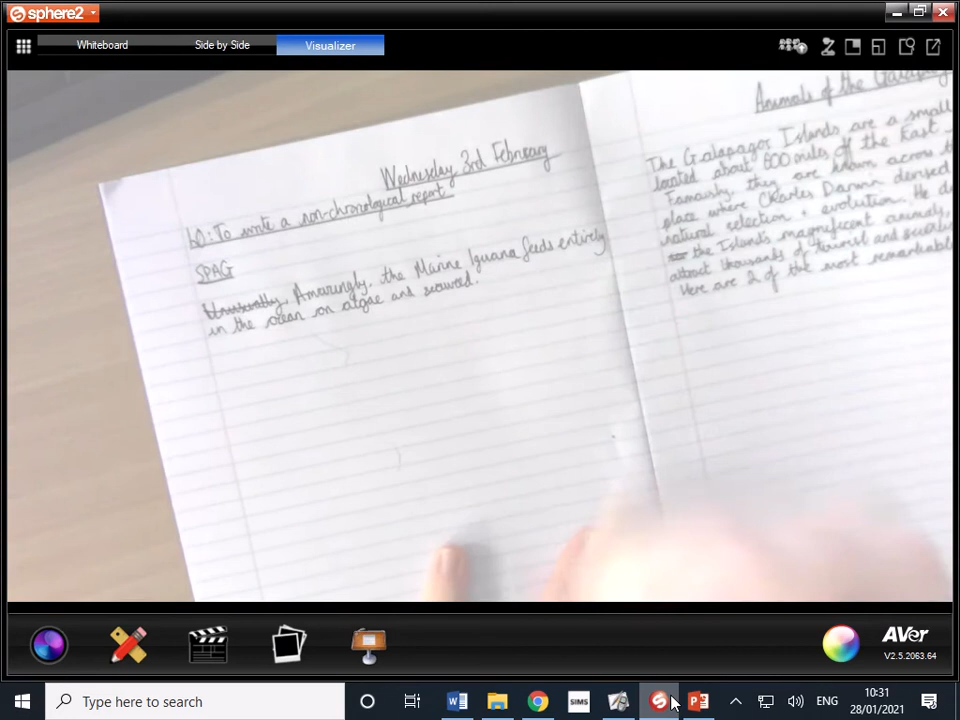 sphere2
Whiteboard
Side by Side
Visualizer
Wednesday 3rd February
LO: To write a non-chronological report.
SPAG
Unusually, Amazingly, the Marine Iguana feeds entirely
in the ocean on algae and seaweed.
Animals of the Galapag
The Galapagos Islands are a small
located about 600 miles off the East
Famously, they are known across t
place where Charles Darwin
natural selection + evolution. He d
the Island's magnificent animals,
attract thousands of tourist and
Here are 2 of the most remarkable
AVer
V2.5.2063.64
Type here to search
SIMS
ENG
10:31
28/01/2021